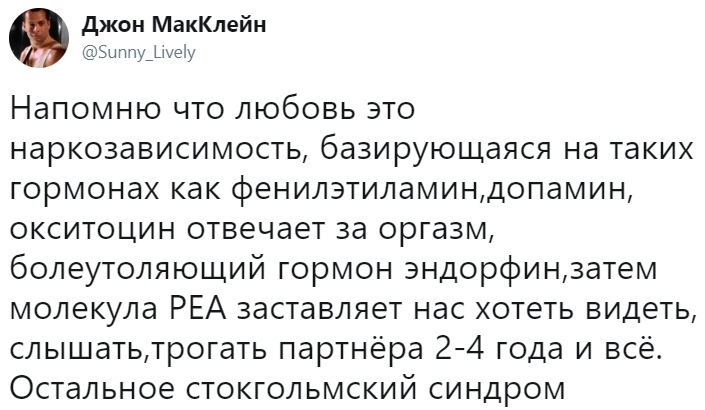 Джон МакКлейн
@Sunny_Lively
Напомню что любовь это
наркозависимость, базирующаяся на таких
гормонах как фенилэтиламин,допамин,
окситоцин отвечает за оргазм,
болеутоляющий гормон эндорфин,затем
молекула PEA заставляет нас хотеть видеть,
слышать,трогать партнёра 2-4 года и всё.
Остальное стокгольмский синдром